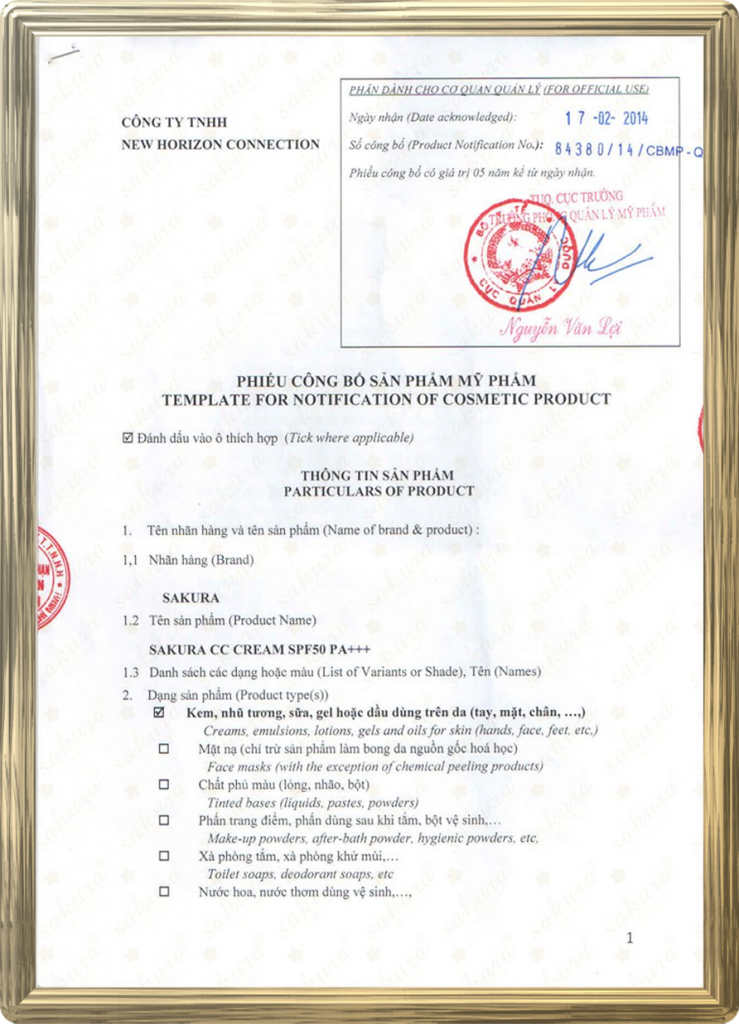 CÔNG TY TNHH
NEW HORIZON CONNECTION
PHẦN DÀNH CHO CƠ QUAN QUẢN LÝ (FOR OFFICIAL USE)
Ngày nhận (Date acknowledged): 17-02-2014
Số công bố (Product Notification No.): 84380/14/CBMP-Q
Phiếu công bố có giá trị 05 năm kể từ ngày nhận.
TUQ. CỤC TRƯỞNG
TRƯỞNG PHÒNG QUẢN LÝ MỸ PHẨM
BỘ Y TẾ
CỤC QUẢN LÝ DƯỢC
Nguyễn Văn Lợi
PHIẾU CÔNG BỐ SẢN PHẨM MỸ PHẨM
TEMPLATE FOR NOTIFICATION OF COSMETIC PRODUCT
☑ Đánh dấu vào ô thích hợp (Tick where applicable)
THÔNG TIN SẢN PHẨM
PARTICULARS OF PRODUCT
1. Tên nhãn hàng và tên sản phẩm (Name of brand & product) :
1,1 Nhãn hàng (Brand)
SAKURA
1.2 Tên sản phẩm (Product Name)
SAKURA CC CREAM SPF50 PA+++
1.3 Danh sách các dạng hoặc màu (List of Variants or Shade), Tên (Names)
2. Dạng sản phẩm (Product type(s))
☑ Kem, nhũ tương, sữa, gel hoặc dầu dùng trên da (tay, mặt, chân, ….,)
Creams, emulsions, lotions, gels and oils for skin (hands, face, feet, etc,)
☐ Mặt nạ (chỉ trừ sản phẩm làm bong da nguồn gốc hoá học)
Face masks (with the exception of chemical peeling products)
☐ Chất phủ màu (lỏng, nhão, bột)
Tinted bases (liquids, pastes, powders)
☐ Phấn trang điểm, phấn dùng sau khi tắm, bột vệ sinh,…
Make-up powders, after-bath powder, hygienic powders, etc,
☐ Xà phòng tắm, xà phòng khử mùi,…
Toilet soaps, deodorant soaps, etc
☐ Nước hoa, nước thơm dùng vệ sinh,…,
1